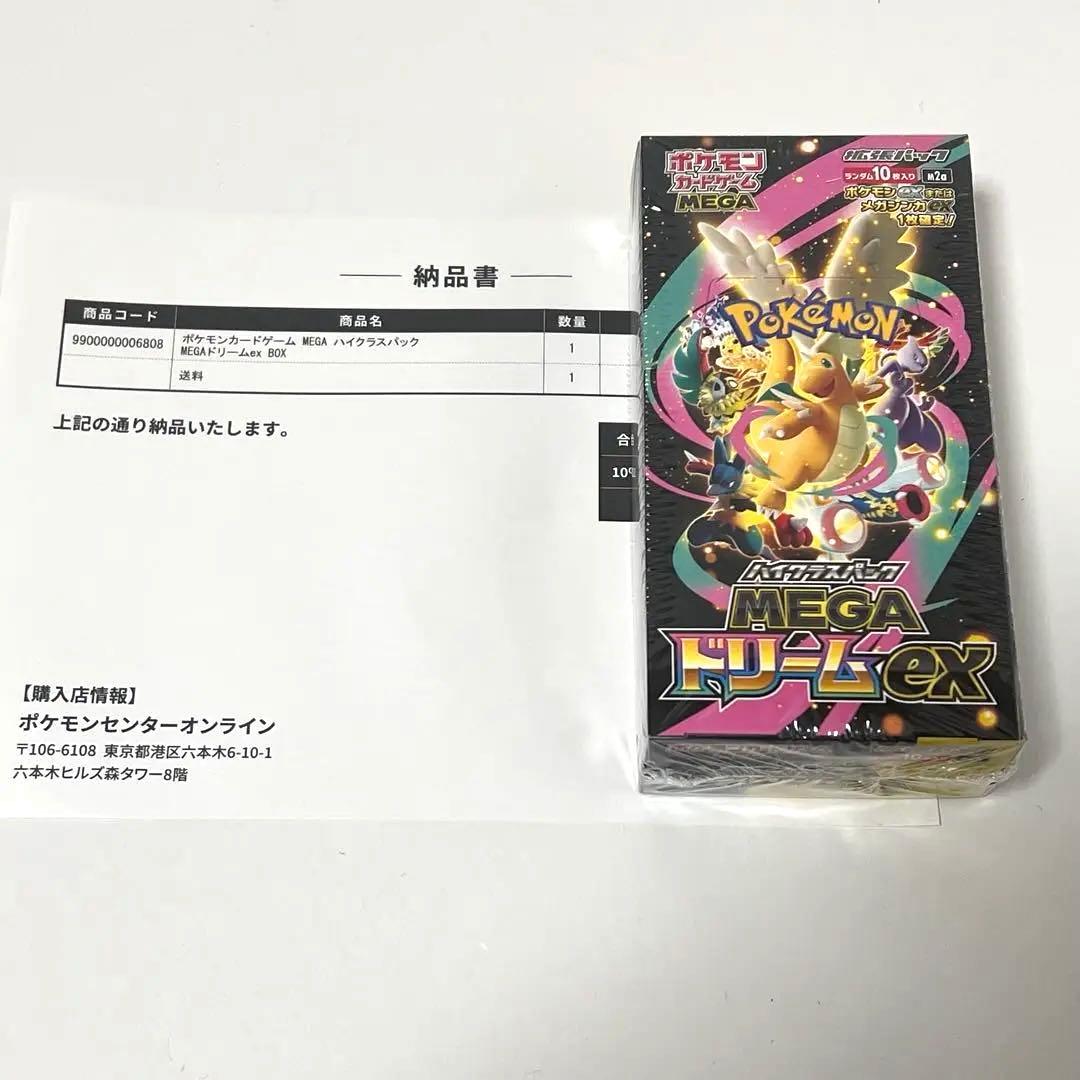 納品書
商品コード 商品名 数量
9900000006808 ポケモンカードゲーム MEGA ハイクラスパック 1
MEGAドリームex BOX
送料 1
上記の通り納品いたします。
合
10%
【購入店情報】
ポケモンセンターオンライン
〒106-6108 東京都港区六本木6-10-1
六本木ヒルズ森タワー8階
ポケモン
カードゲーム
MEGA
拡張パック
ランダム10枚入り M2a
ポケモンexまたは
メガシンカex
1枚確定!
POKéMON
ハイクラスパック
MEGA
ドリームex